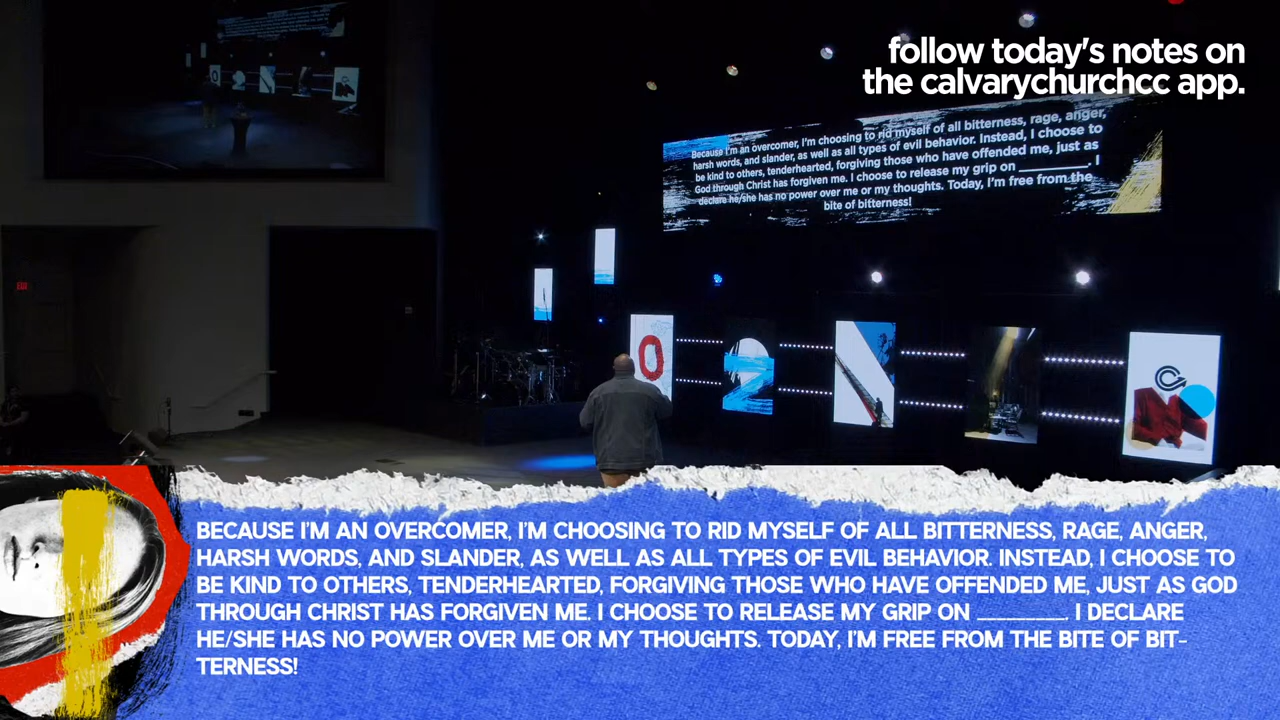 follow today's notes on
the calvarychurchcc app.
Because I'm an overcomer, I'm choosing to rid myself of all bitterness, rage, anger,
harsh words, and slander, as well as all types of evil behavior. Instead, I choose to
be kind to others, tenderhearted, forgiving those who have offended me, just as
God through Christ has forgiven me. I choose to release my grip on ________. I
declare he/she has no power over me or my thoughts. Today, I'm free from the
bite of bitterness!
O
2
BECAUSE I'M AN OVERCOMER, I'M CHOOSING TO RID MYSELF OF ALL BITTERNESS, RAGE, ANGER,
HARSH WORDS, AND SLANDER, AS WELL AS ALL TYPES OF EVIL BEHAVIOR. INSTEAD, I CHOOSE TO
BE KIND TO OTHERS, TENDERHEARTED, FORGIVING THOSE WHO HAVE OFFENDED ME, JUST AS GOD
THROUGH CHRIST HAS FORGIVEN ME. I CHOOSE TO RELEASE MY GRIP ON ________. I DECLARE
HE/SHE HAS NO POWER OVER ME OR MY THOUGHTS. TODAY, I'M FREE FROM THE BITE OF BIT-
TERNESS!